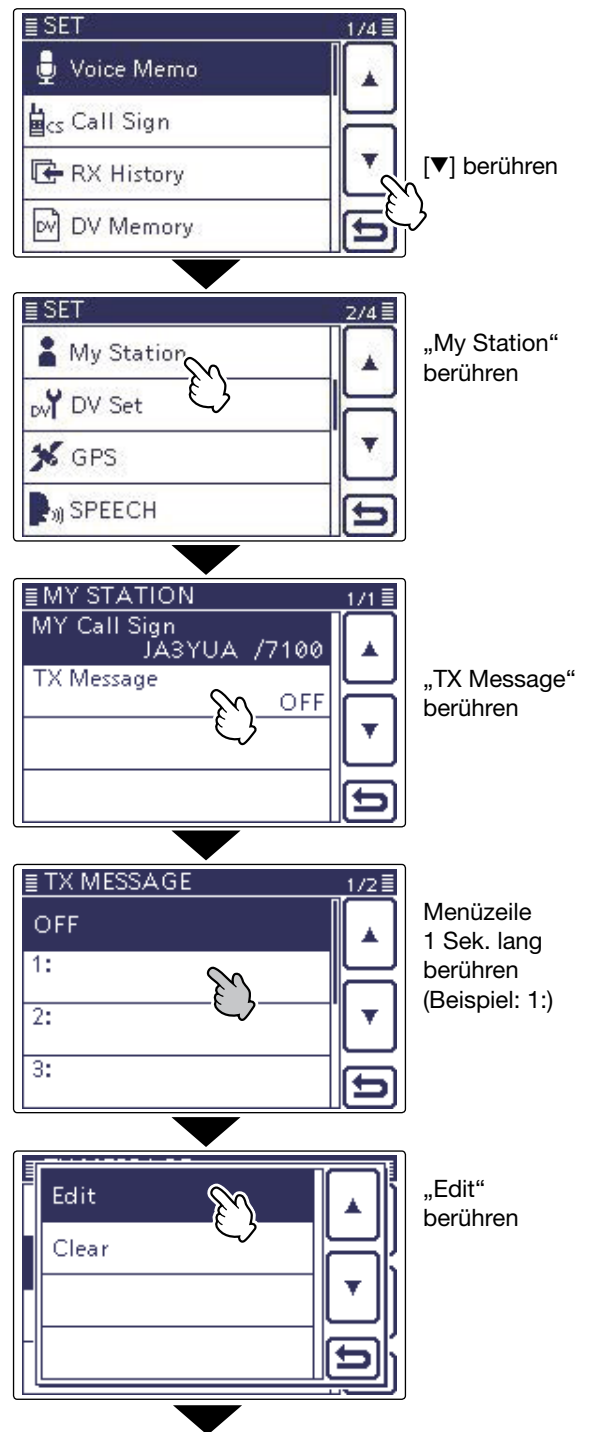 SET 1/4
Voice Memo
CS Call Sign
RX History
DV DV Memory
[▼] berühren
SET 2/4
My Station
DV DV Set
GPS
SPEECH
„My Station“
berühren
MY STATION 1/1
MY Call Sign
JA3YUA /7100
TX Message
OFF
„TX Message“
berühren
TX MESSAGE 1/2
OFF
1:
2:
3:
Menüzeile
1 Sek. lang
berühren
(Beispiel: 1:)
Edit
Clear
„Edit“
berühren